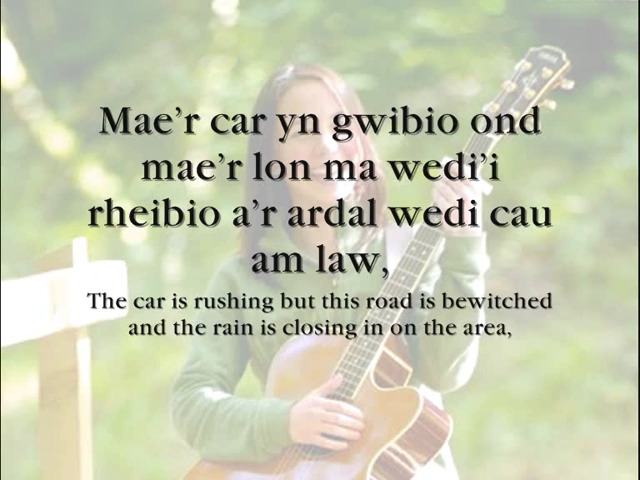 Mae’r car yn gwibio ond
mae’r lon ma wedi’i
rheibio a’r ardal wedi cau
am law,
The car is rushing but this road is bewitched
and the rain is closing in on the area,